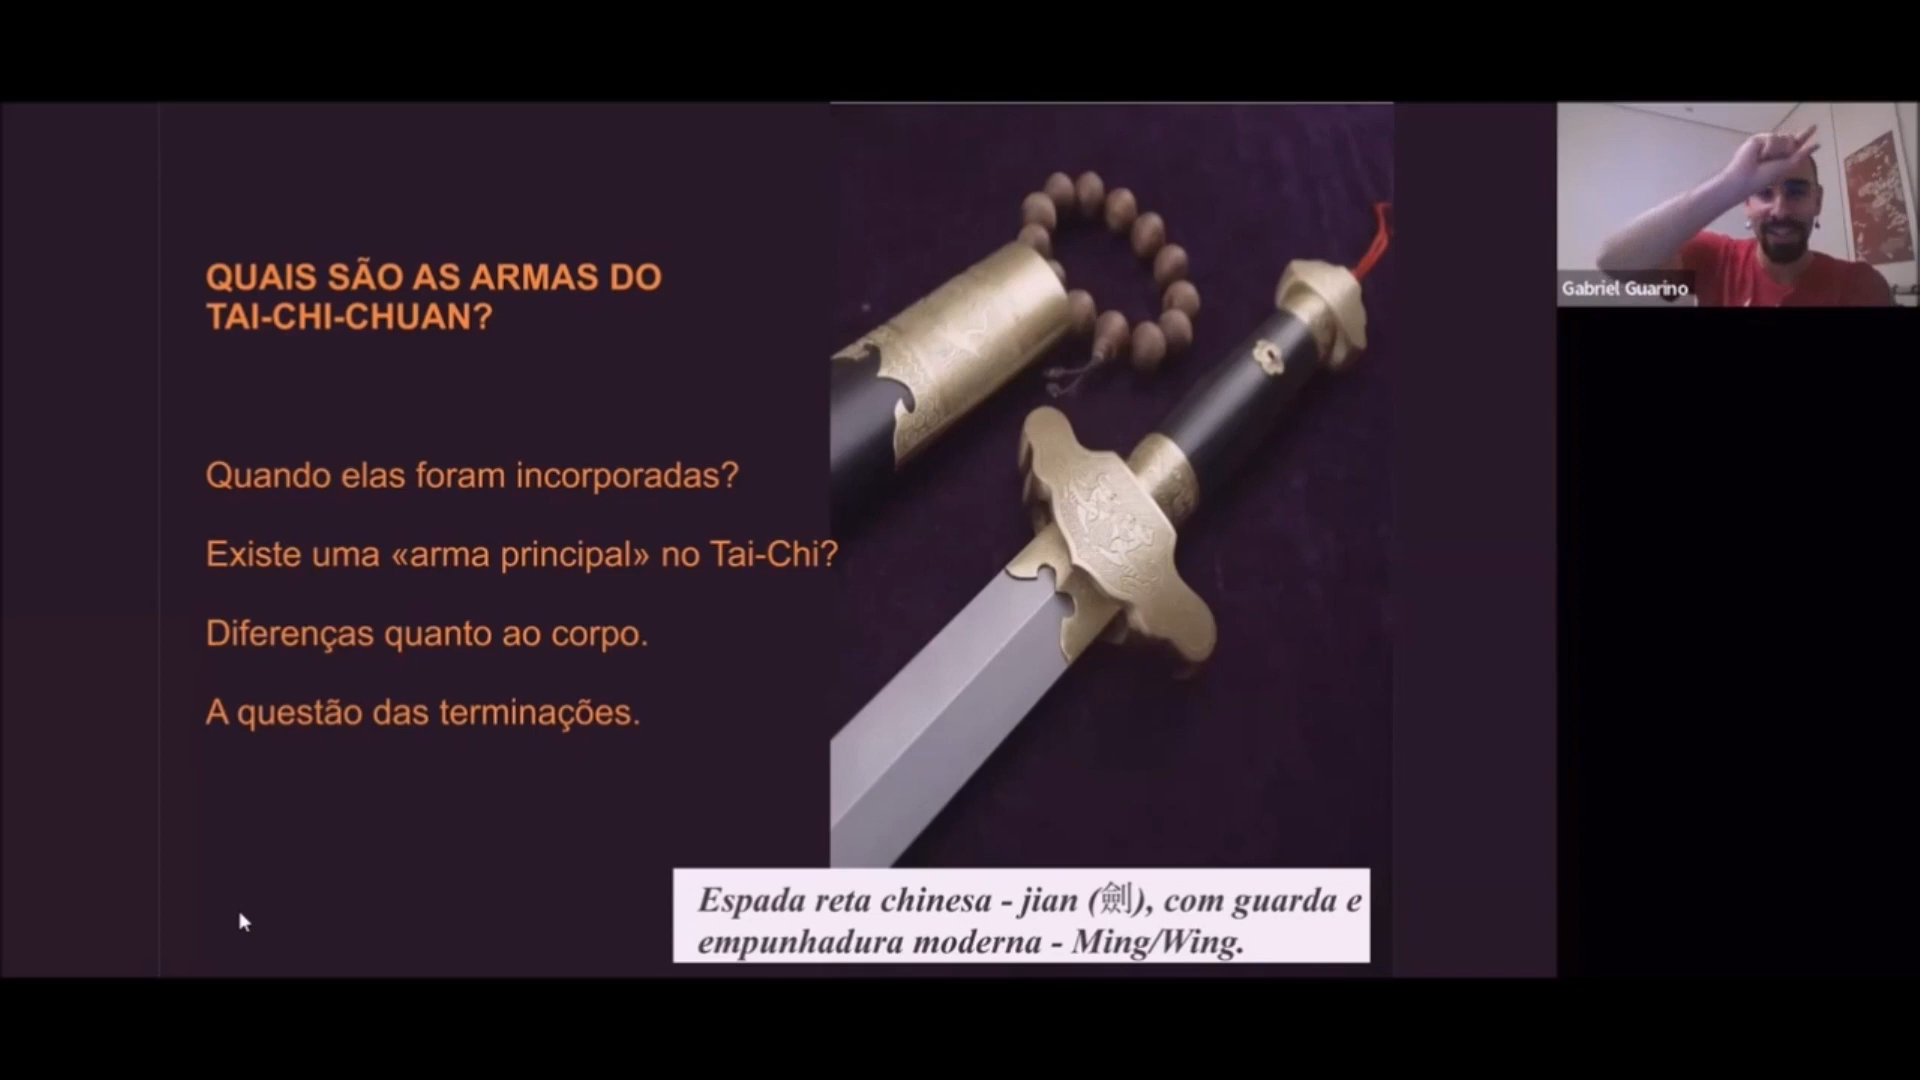 QUAIS SÃO AS ARMAS DO
TAI-CHI-CHUAN?
Quando elas foram incorporadas?
Existe uma «arma principal» no Tai-Chi?
Diferenças quanto ao corpo.
A questão das terminações.
Espada reta chinesa - jian (劍), com guarda e
empunhadura moderna - Ming/Wing.
Gabriel Guarino